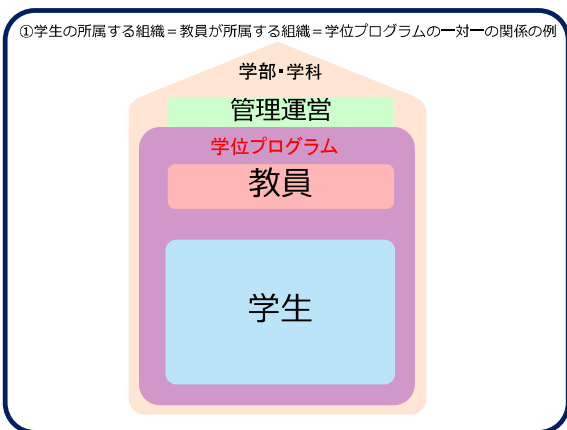 ①学生の所属する組織＝教員が所属する組織＝学位プログラムの一対一の関係の例
学部・学科
管理運営
学位プログラム
教員
学生